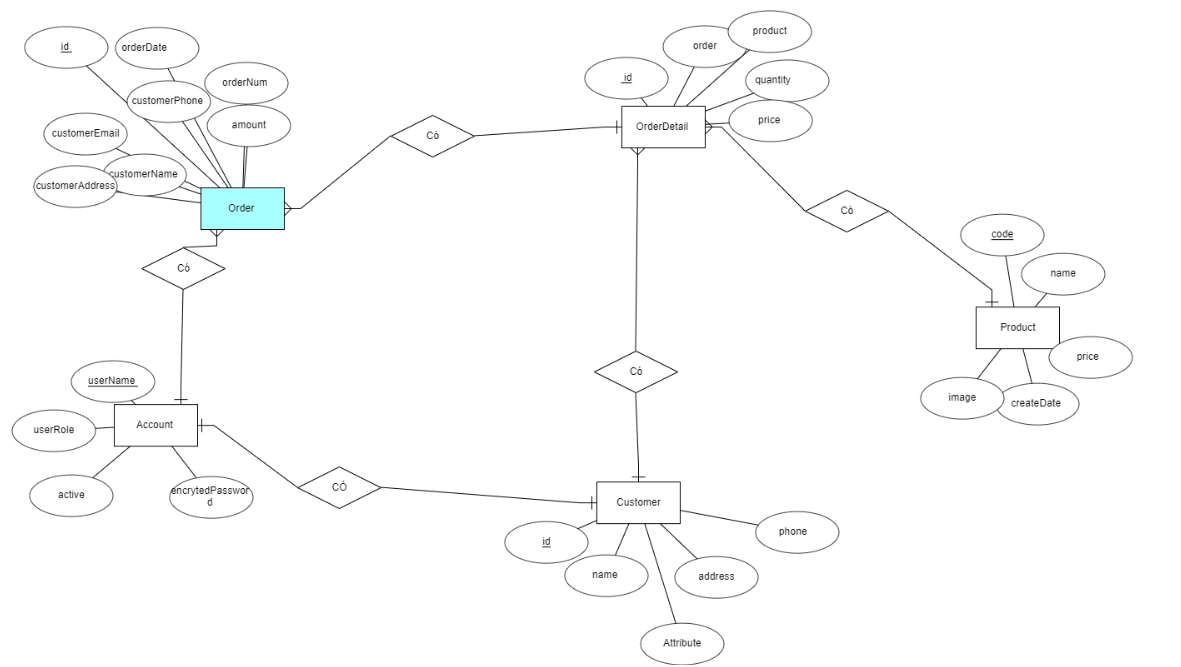 id
orderDate
orderNum
customerPhone
amount
customerEmail
customerName
customerAddress
Order
Có
id
order
product
quantity
price
OrderDetail
Có
code
name
Product
price
image
createDate
Có
Có
userName
userRole
Account
active
encrytedPasswor
d
CÓ
Customer
id
name
address
phone
Attribute